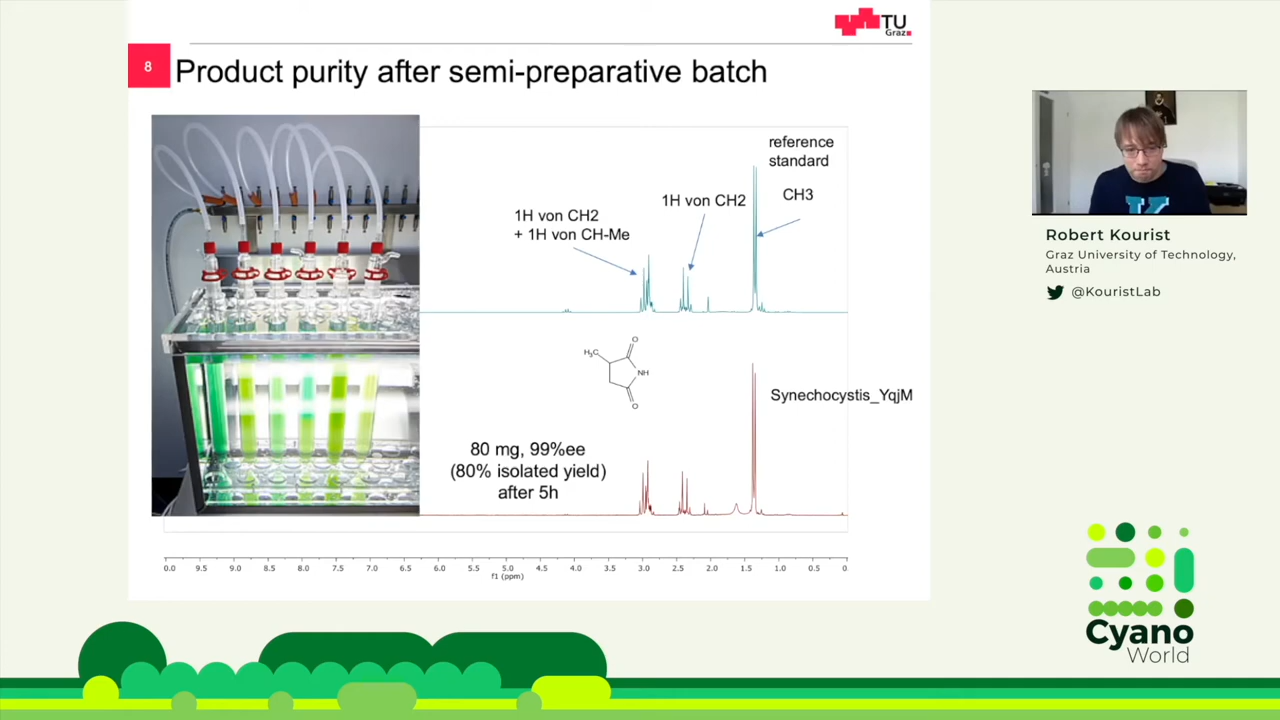 TU
Graz
8
Product purity after semi-preparative batch
reference
standard
CH3
1H von CH2
1H von CH2
+ 1H von CH-Me
H3C
O
NH
O
Synechocystis_YqjM
80 mg, 99%ee
(80% isolated yield)
after 5h
0.0 9.5 9.0 8.5 8.0 7.5 7.0 6.5 6.0 5.5 5.0 4.5 4.0 3.5 3.0 2.5 2.0 1.5 1.0 0.5 0.
f1 (ppm)
Robert Kourist
Graz University of Technology,
Austria
@KouristLab
Cyano
World